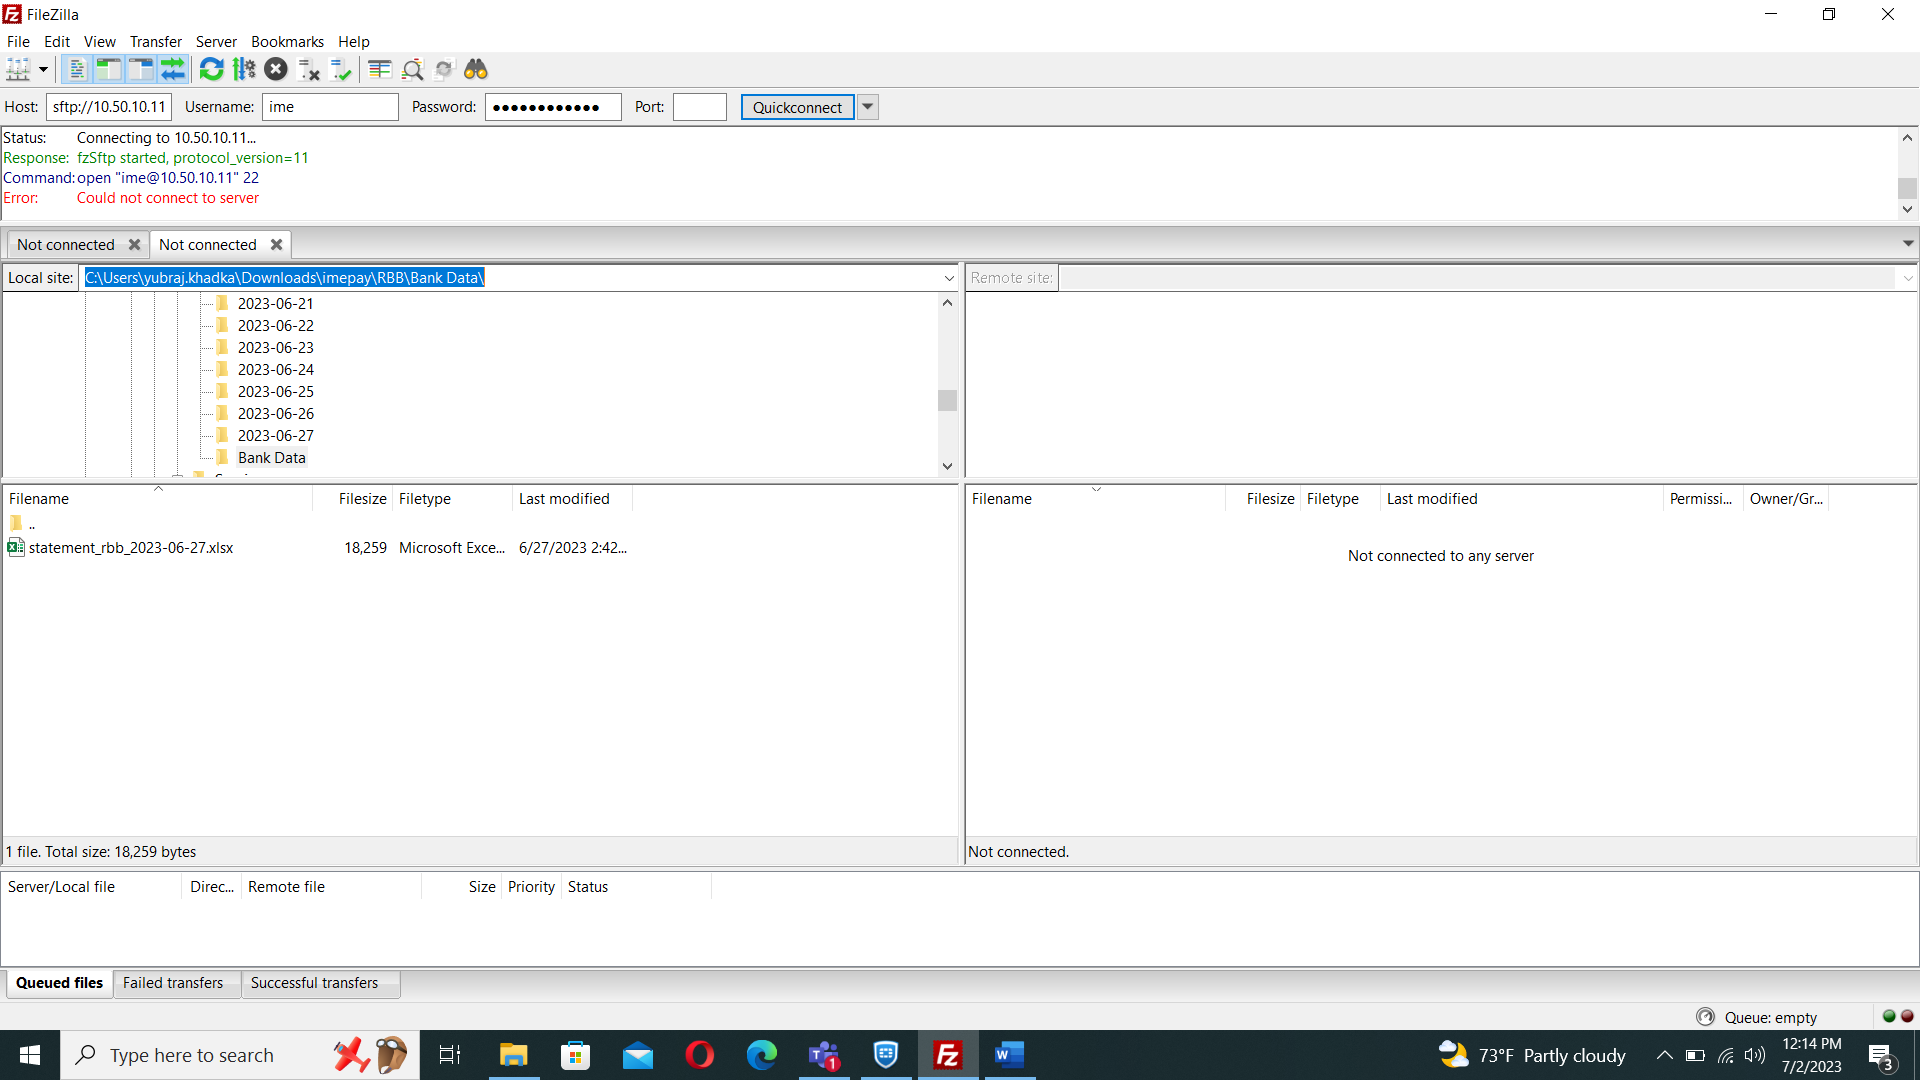 FileZilla
File Edit View Transfer Server Bookmarks Help
Host: sftp://10.50.10.11 Username: ime Password: ●●●●●●●●●●●● Port: Quickconnect
Status: Connecting to 10.50.10.11...
Response: fzSftp started, protocol_version=11
Command: open "ime@10.50.10.11" 22
Error: Could not connect to server
Not connected Not connected
Local site: C:\Users\yubraj.khadka\Downloads\imepay\RBB\Bank Data\
Remote site:
2023-06-21
2023-06-22
2023-06-23
2023-06-24
2023-06-25
2023-06-26
2023-06-27
Bank Data
Filename Filesize Filetype Last modified
..
statement_rbb_2023-06-27.xlsx 18,259 Microsoft Exce... 6/27/2023 2:42...
1 file. Total size: 18,259 bytes
Filename Filesize Filetype Last modified Permissi... Owner/Gr...
Not connected to any server
Not connected.
Server/Local file Direc... Remote file Size Priority Status
Queued files Failed transfers Successful transfers
Queue: empty
Type here to search
1
73°F Partly cloudy
12:14 PM
7/2/2023
3